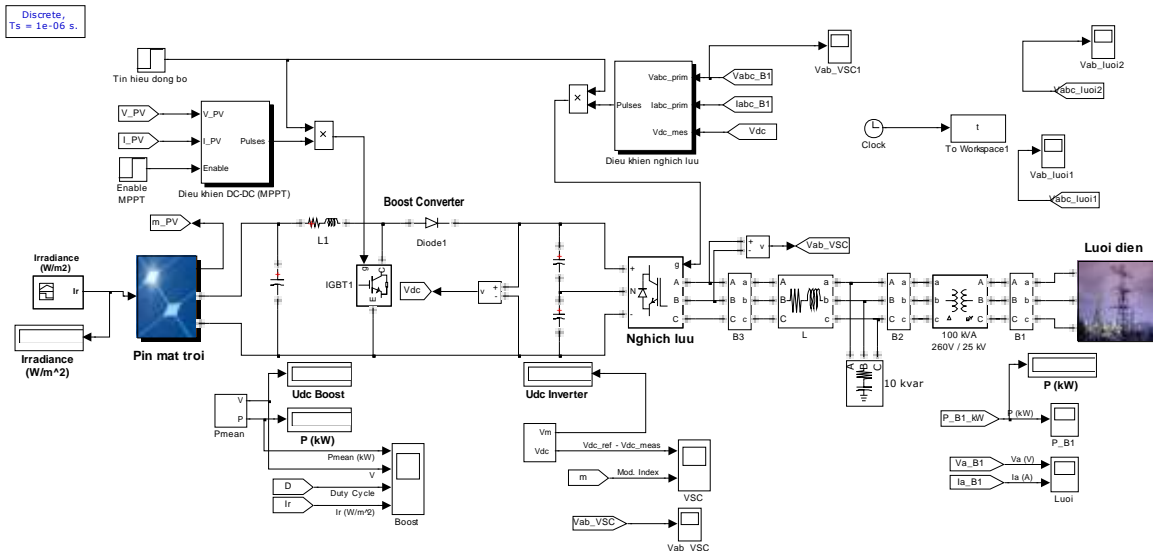 Discrete,
Ts = 1e-06 s.
Tin hieu dong bo
V_PV
I_PV
Enable
MPPT
V_PV
I_PV
Enable
Pulses
Dieu khien DC-DC (MPPT)
×
×
Pulses
Vabc_prim
Iabc_prim
Vdc_mes
Dieu khien nghich luu
Vabc_B1
Iabc_B1
Vdc
Vab_VSC1
Vab_luoi2
Vabc_luoi2
Clock
t
To Workspace1
Vab_luoi1
Vabc_luoi1
m_PV
Boost Converter
L1
Diode1
g
C
E
IGBT1
Vdc
v
+
-
Irradiance
(W/m2)
Ir
Irradiance
(W/m^2)
Pin mat troi
+
N
-
g
A
B
C
Nghich luu
+
-
v
Vab_VSC
A
B
C
a
b
c
B3
A
B
C
a
b
c
L
A
B
C
10 kvar
A
B
C
a
b
c
B2
a
b
c
A
B
C
100 kVA
260V / 25 kV
A
B
C
a
b
c
B1
Luoi dien
Udc Boost
V
P
Pmean
P (kW)
Pmean (kW)
V
D
Duty Cycle
Ir
Ir (W/m^2)
Boost
Udc Inverter
Vm
Vdc
Vdc_ref - Vdc_meas
m
Mod. Index
VSC
Vab_VSC
Vab_VSC
P (kW)
P_B1_kW
P (kW)
P_B1
Va_B1
Va (V)
Ia_B1
Ia (A)
Luoi